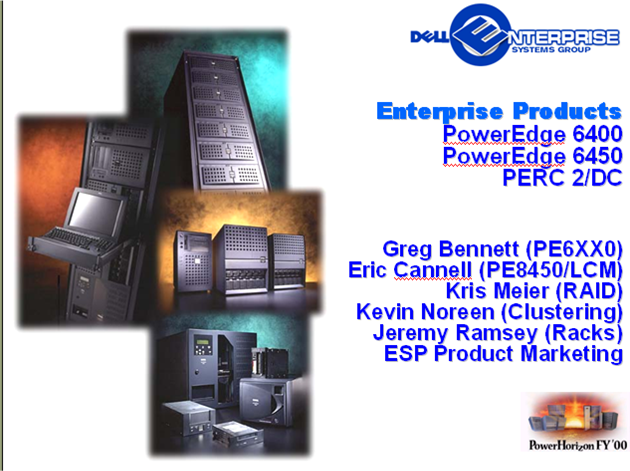 DELL ENTERPRISE
SYSTEMS GROUP
Enterprise Products
PowerEdge 6400
PowerEdge 6450
PERC 2/DC
Greg Bennett (PE6XX0)
Eric Cannell (PE8450/LCM)
Kris Meier (RAID)
Kevin Noreen (Clustering)
Jeremy Ramsey (Racks)
ESP Product Marketing
PowerHorizon FY '00